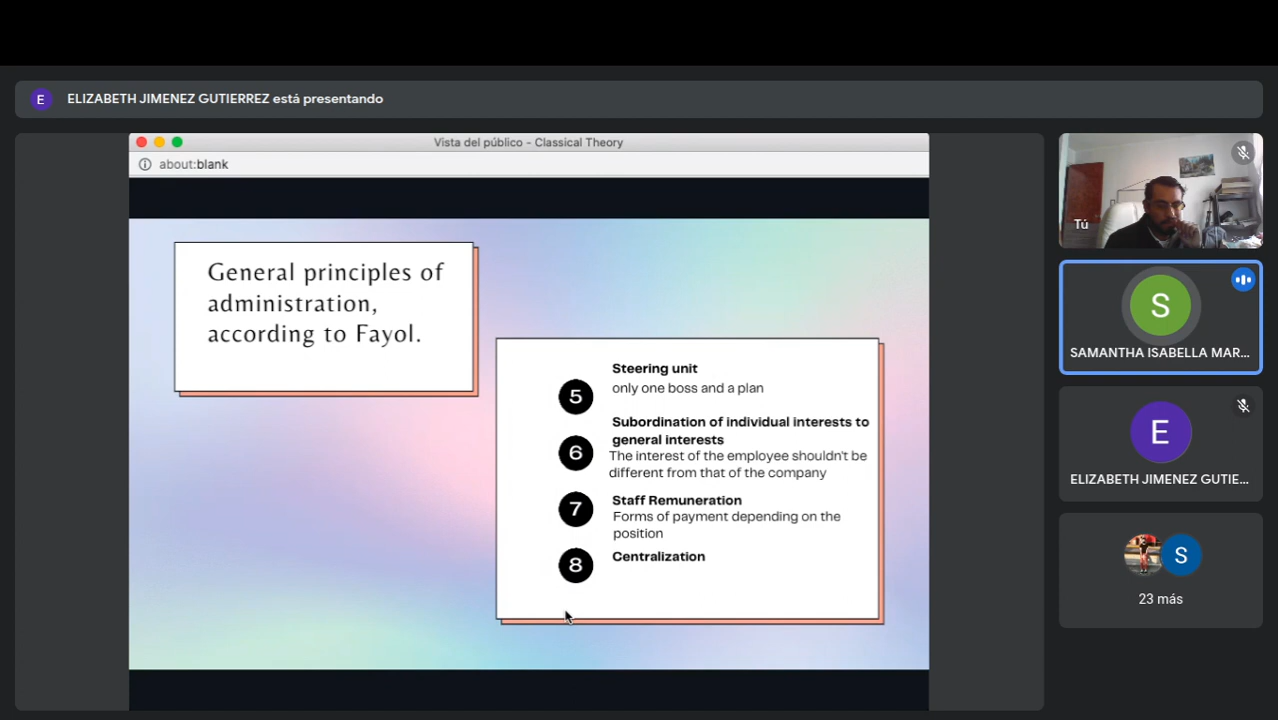 E
ELIZABETH JIMENEZ GUTIERREZ está presentando
Vista del público - Classical Theory
about:blank
General principles of
administration,
according to Fayol.
5
Steering unit
only one boss and a plan
6
Subordination of individual interests to
general interests
The interest of the employee shouldn't be
different from that of the company
7
Staff Remuneration
Forms of payment depending on the
position
8
Centralization
Tú
S
SAMANTHA ISABELLA MAR...
E
ELIZABETH JIMENEZ GUTIE...
S
23 más